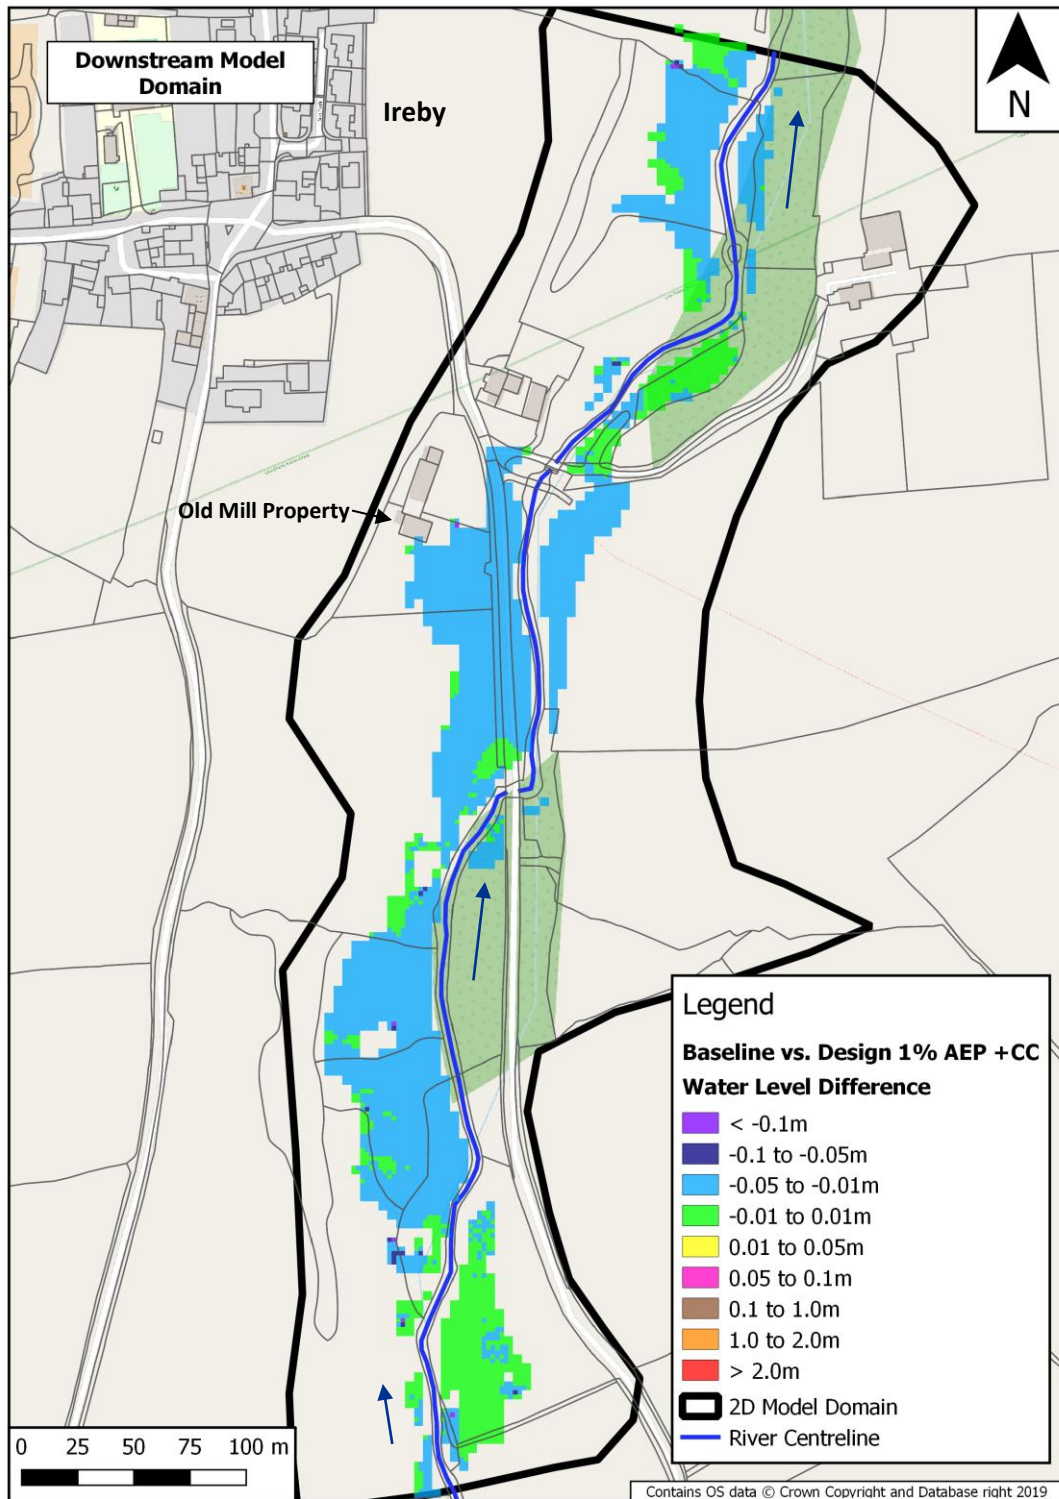 Downstream Model
Domain
Ireby
N
Old Mill Property
Legend
Baseline vs. Design 1% AEP +CC
Water Level Difference
< -0.1m
-0.1 to -0.05m
-0.05 to -0.01m
-0.01 to 0.01m
0.01 to 0.05m
0.05 to 0.1m
0.1 to 1.0m
1.0 to 2.0m
> 2.0m
2D Model Domain
River Centreline
0 25 50 75 100 m
Contains OS data © Crown Copyright and Database right 2019